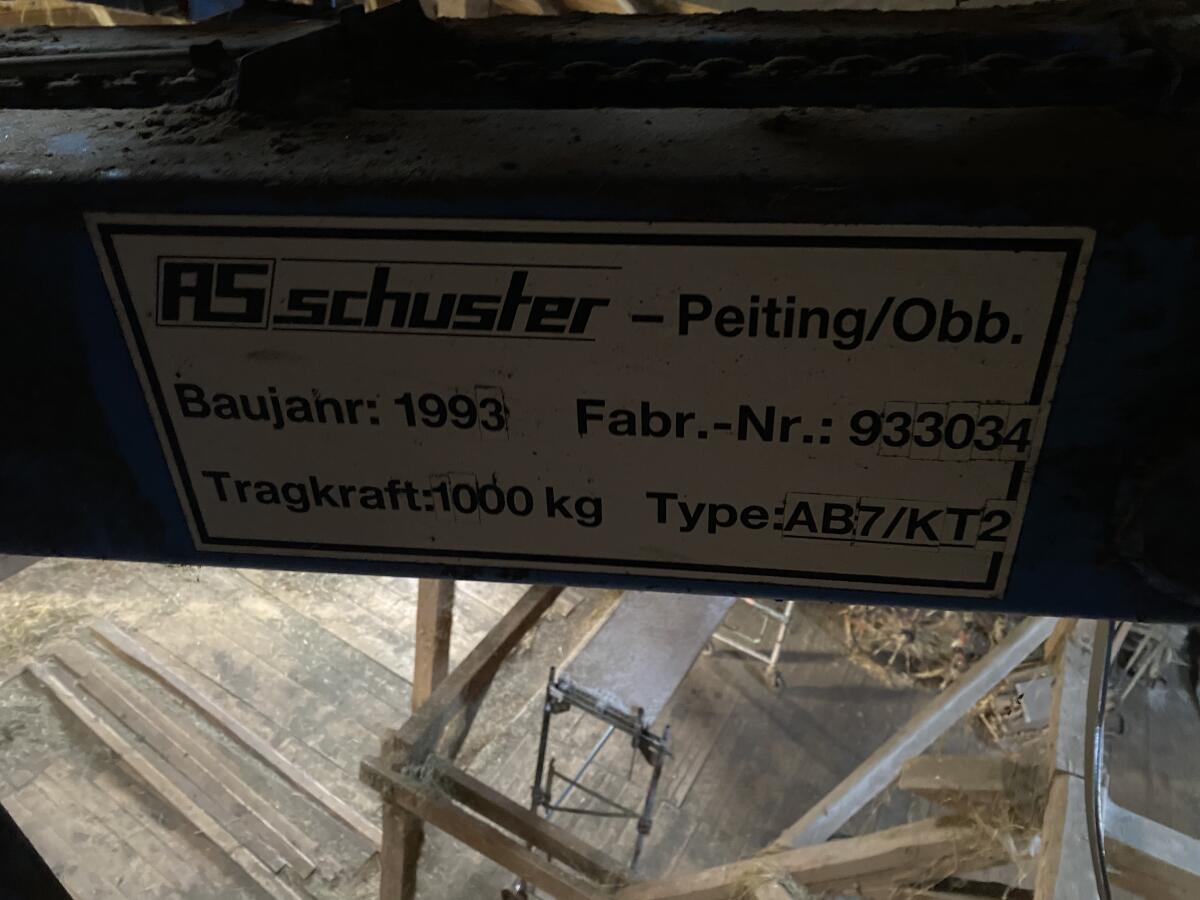 AS schuster – Peiting/Obb.
Baujahr: 1993 Fabr.-Nr.: 933034
Tragkraft: 1000 kg Type: AB7/KT2